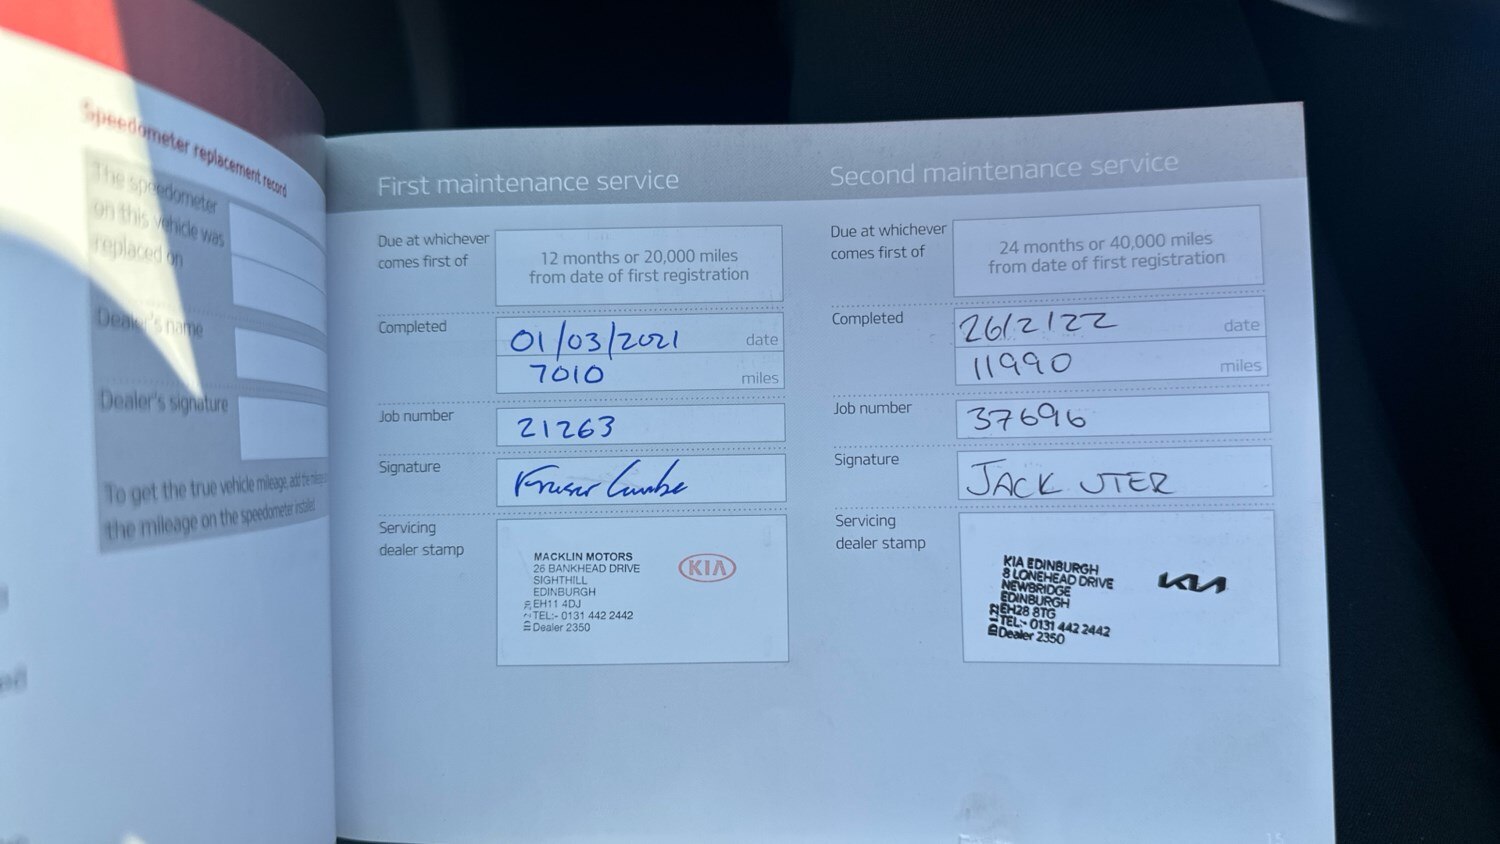 Speedometer replacement record
The speedometer
on this vehicle was
replaced on
Dealer's name
Dealer's signature
To get the true vehicle mileage, add the mileage
the mileage on the speedometer installed
First maintenance service
Due at whichever
comes first of
12 months or 20,000 miles
from date of first registration
Completed
01/03/2021 date
7010 miles
Job number
21263
Signature
Fraser
Servicing
dealer stamp
MACKLIN MOTORS
26 BANKHEAD DRIVE
SIGHTHILL
EDINBURGH
EH11 4DJ
TEL:- 0131 442 2442
Dealer 2350
KIA
Second maintenance service
Due at whichever
comes first of
24 months or 40,000 miles
from date of first registration
Completed
26/2/22 date
11990 miles
Job number
37696
Signature
JACK UTER
Servicing
dealer stamp
KIA EDINBURGH
8 LONEHEAD DRIVE
NEWBRIDGE
EDINBURGH
EH28 8TG
TEL:- 0131 442 2442
Dealer 2350
KIA
15